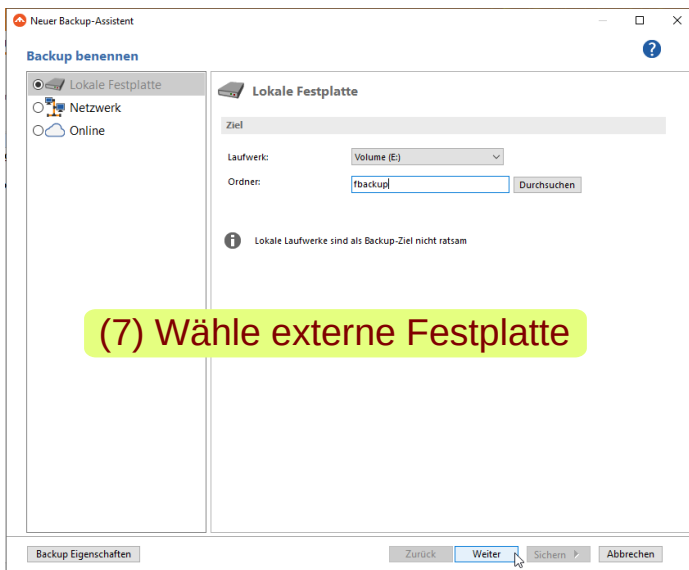 Neuer Backup-Assistent
Backup benennen
Lokale Festplatte
Netzwerk
Online
Lokale Festplatte
Ziel
Laufwerk:
Volume (E:)
Ordner:
fbackup
Durchsuchen
Lokale Laufwerke sind als Backup-Ziel nicht ratsam
(7) Wähle externe Festplatte
Backup Eigenschaften
Zurück
Weiter
Sichern
Abbrechen